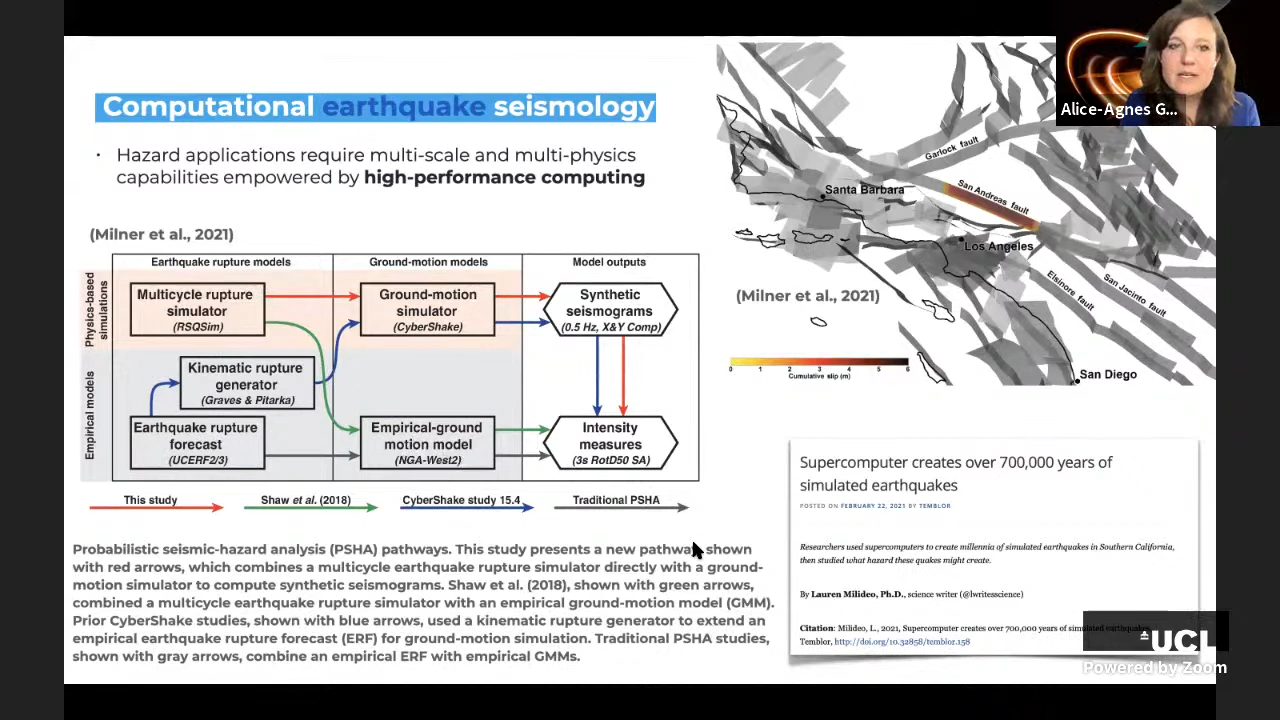 Computational earthquake seismology
• Hazard applications require multi-scale and multi-physics
capabilities empowered by high-performance computing
(Milner et al., 2021)
Earthquake rupture models
Ground-motion models
Model outputs
Physics-based
simulations
Multicycle rupture
simulator
(RSQSim)
Ground-motion
simulator
(CyberShake)
Synthetic
seismograms
(0.5 Hz, X&Y Comp)
Empirical models
Kinematic rupture
generator
(Graves & Pitarka)
Earthquake rupture
forecast
(UCERF2/3)
Empirical-ground
motion model
(NGA-West2)
Intensity
measures
(3s RotD50 SA)
This study
Shaw et al. (2018)
CyberShake study 15.4
Traditional PSHA
Probabilistic seismic-hazard analysis (PSHA) pathways. This study presents a new pathway shown
with red arrows, which combines a multicycle earthquake rupture simulator directly with a ground-
motion simulator to compute synthetic seismograms. Shaw et al. (2018), shown with green arrows,
combined a multicycle earthquake rupture simulator with an empirical ground-motion model (GMM).
Prior CyberShake studies, shown with blue arrows, used a kinematic rupture generator to extend an
empirical earthquake rupture forecast (ERF) for ground-motion simulation. Traditional PSHA studies,
shown with gray arrows, combine an empirical ERF with empirical GMMs.
Alice-Agnes G...
Garlock fault
Santa Barbara
San Andreas fault
Los Angeles
Elsinore fault
San Jacinto fault
(Milner et al., 2021)
0 1 2 3 4 5 6
Cumulative slip (m)
San Diego
Supercomputer creates over 700,000 years of
simulated earthquakes
POSTED ON FEBRUARY 22, 2021 BY TEMBLOR
Researchers used supercomputers to create millennia of simulated earthquakes in Southern California,
then studied what hazard these quakes might create.
By Lauren Milideo, Ph.D., science writer (@lwritesscience)
Citation: Milideo, L., 2021, Supercomputer creates over 700,000 years of simulated earthquakes,
Temblor, http://doi.org/10.32858/temblor.158
UCL
Powered by Zoom